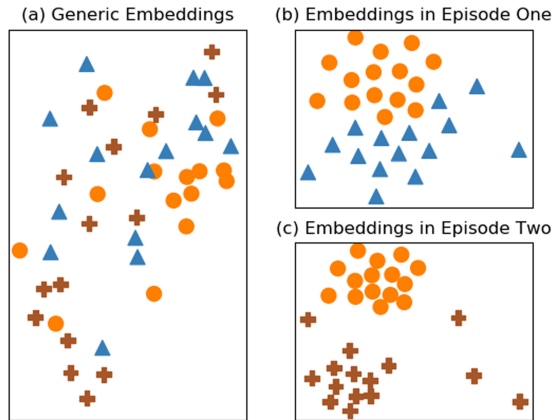 (a) Generic Embeddings
(b) Embeddings in Episode One
(c) Embeddings in Episode Two